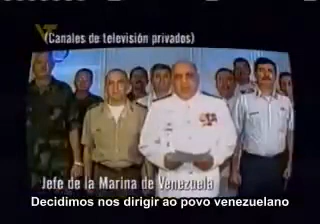 (Canales de televisión privados)
Jefe de la Marina de Venezuela
Decidimos nos dirigir ao povo venezuelano